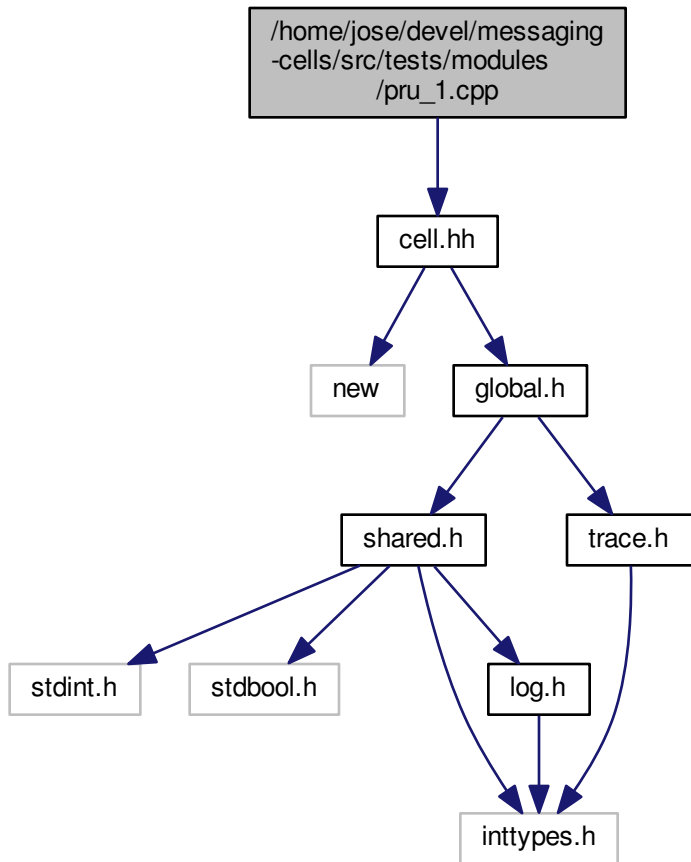 /home/jose/devel/messaging
-cells/src/tests/modules
/pru_1.cpp
cell.hh
new
global.h
shared.h
trace.h
stdint.h
stdbool.h
log.h
inttypes.h